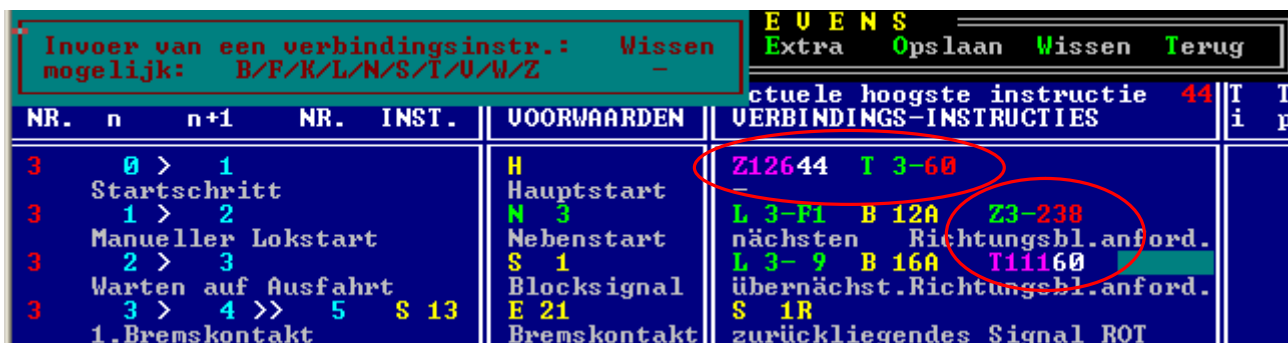 E V E N S
Invoer van een verbindingsinstr.: Wissen
mogelijk: B/F/K/L/N/S/T/V/W/Z -
Extra Opslaan Wissen Terug
ctuele hoogste instructie 44
NR. n n+1 NR. INST. VOORWAARDEN VERBINDINGS-INSTRUCTIES
T i
3 0 > 1 H Z12644 T 3-60
Startschritt Hauptstart -
3 1 > 2 N 3 L 3-F1 B 12A Z3-238
Manueller Lokstart Nebenstart nächsten Richtungsbl.anford.
3 2 > 3 S 1 L 3- 9 B 16A T11160
Warten auf Ausfahrt Blocksignal übernächst.Richtungsbl.anford.
3 3 > 4 >> 5 S 13 E 21 S 1R
1.Bremskontakt Bremskontakt zurückliegendes Signal ROT